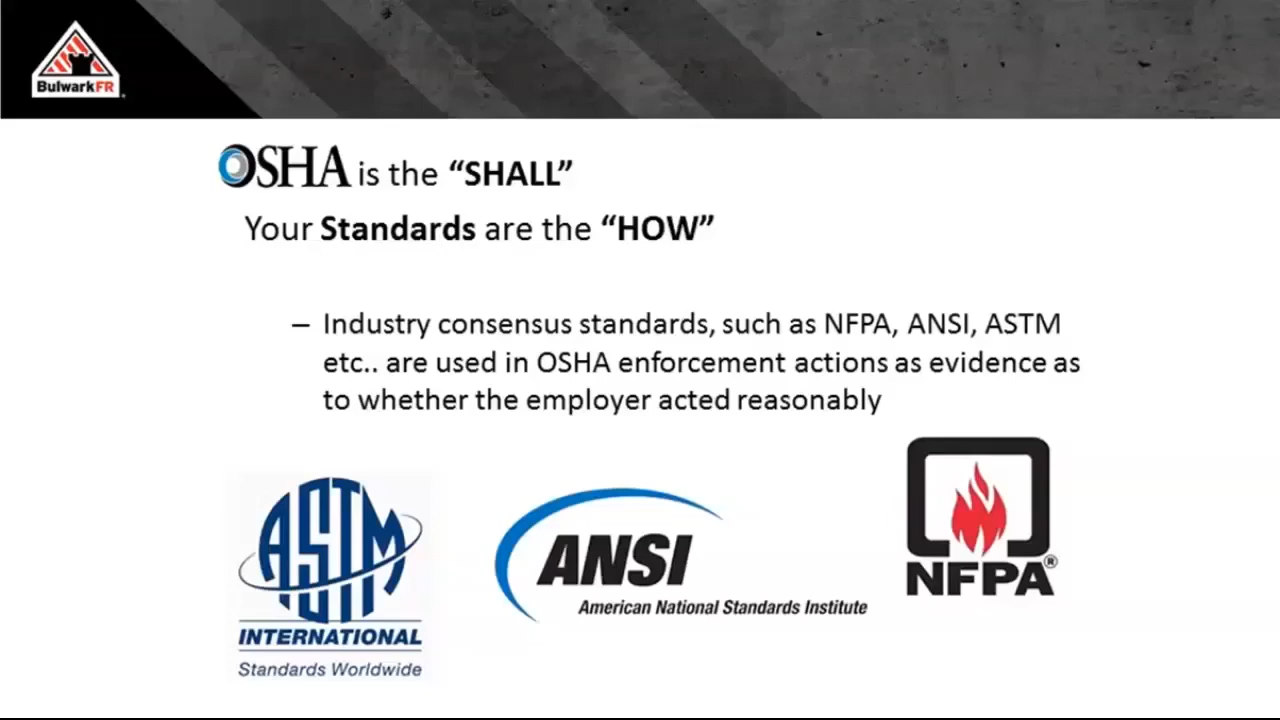 BulwarkFR
OSHA is the “SHALL”
Your Standards are the “HOW”
– Industry consensus standards, such as NFPA, ANSI, ASTM
etc.. are used in OSHA enforcement actions as evidence as
to whether the employer acted reasonably
ASTM
INTERNATIONAL
Standards Worldwide
ANSI
American National Standards Institute
NFPA®